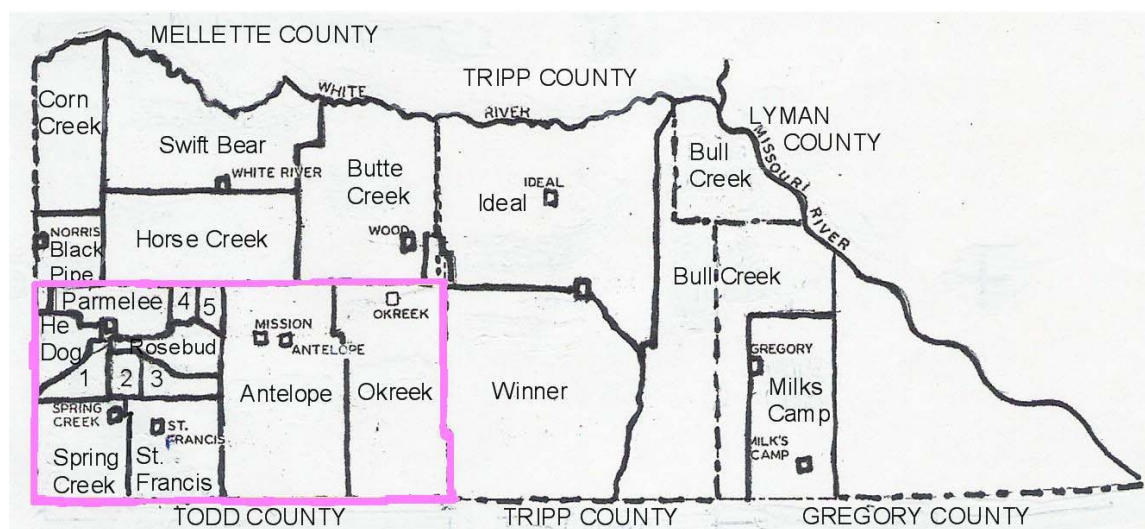 MELLETTE COUNTY
TRIPP COUNTY
LYMAN
COUNTY
WHITE
RIVER
MISSOURI
RIVER
Corn
Creek
Swift Bear
WHITE RIVER
Butte
Creek
WOOD
IDEAL
Ideal
Bull
Creek
NORRIS
Black
Pipe
Horse Creek
Bull Creek
Parmelee
4
5
He
Dog
Rosebud
1
2
3
MISSION
ANTELOPE
OKREEK
Antelope
Okreek
Winner
GREGORY
Milks
Camp
MILK'S
CAMP
SPRING
CREEK
ST.
FRANCIS
Spring
Creek
St.
Francis
TODD COUNTY
TRIPP COUNTY
GREGORY COUNTY